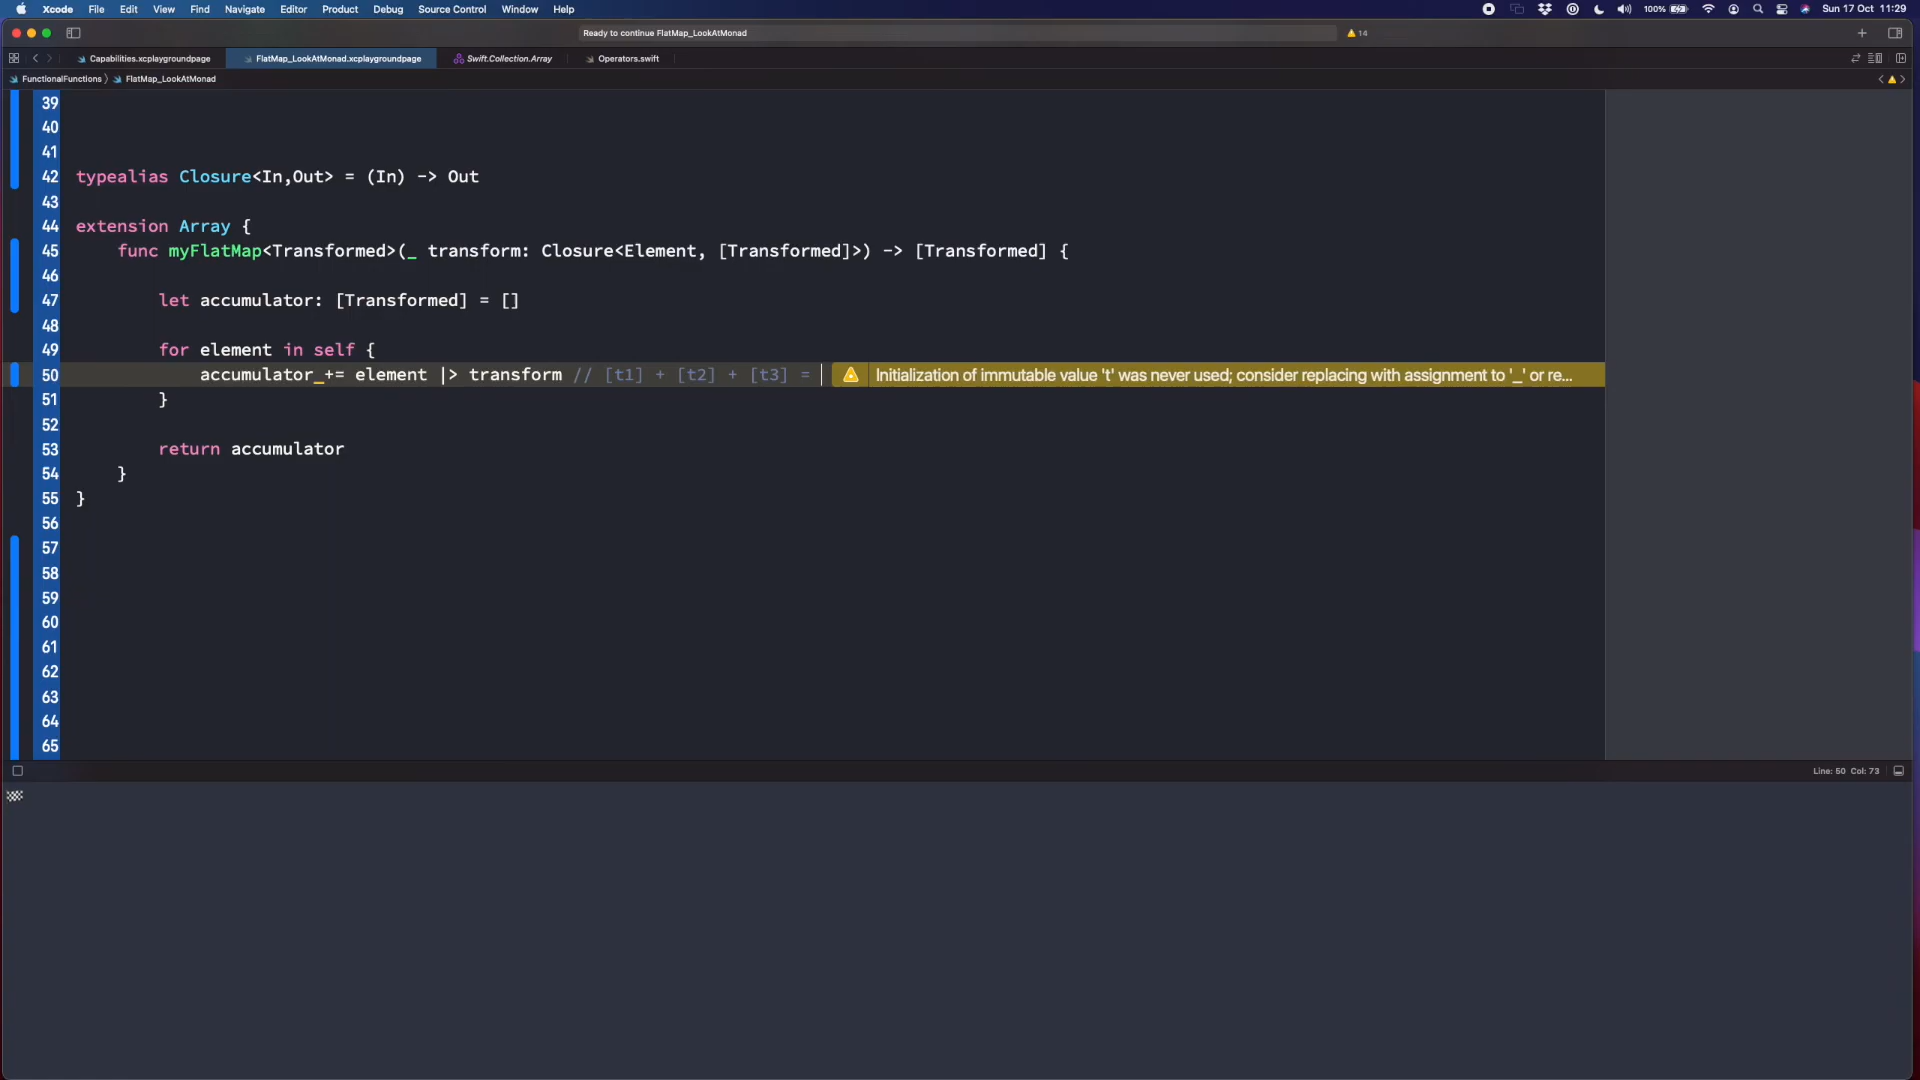 Xcode File Edit View Find Navigate Editor Product Debug Source Control Window Help 100% Sun 17 Oct 11:29
Ready to continue FlatMap_LookAtMonad 14
Capabilities.xcplaygroundpage FlatMap_LookAtMonad.xcplaygroundpage Swift.Collection.Array Operators.swift
FunctionalFunctions FlatMap_LookAtMonad
39
40
41
42 typealias Closure<In,Out> = (In) -> Out
43
44 extension Array {
45 func myFlatMap<Transformed>(_ transform: Closure<Element, [Transformed]>) -> [Transformed] {
46
47 let accumulator: [Transformed] = []
48
49 for element in self {
50 accumulator_+= element |> transform // [t1] + [t2] + [t3] = Initialization of immutable value 't' was never used; consider replacing with assignment to '_' or re...
51 }
52
53 return accumulator
54 }
55 }
56
57
58
59
60
61
62
63
64
65
Line: 50 Col: 73